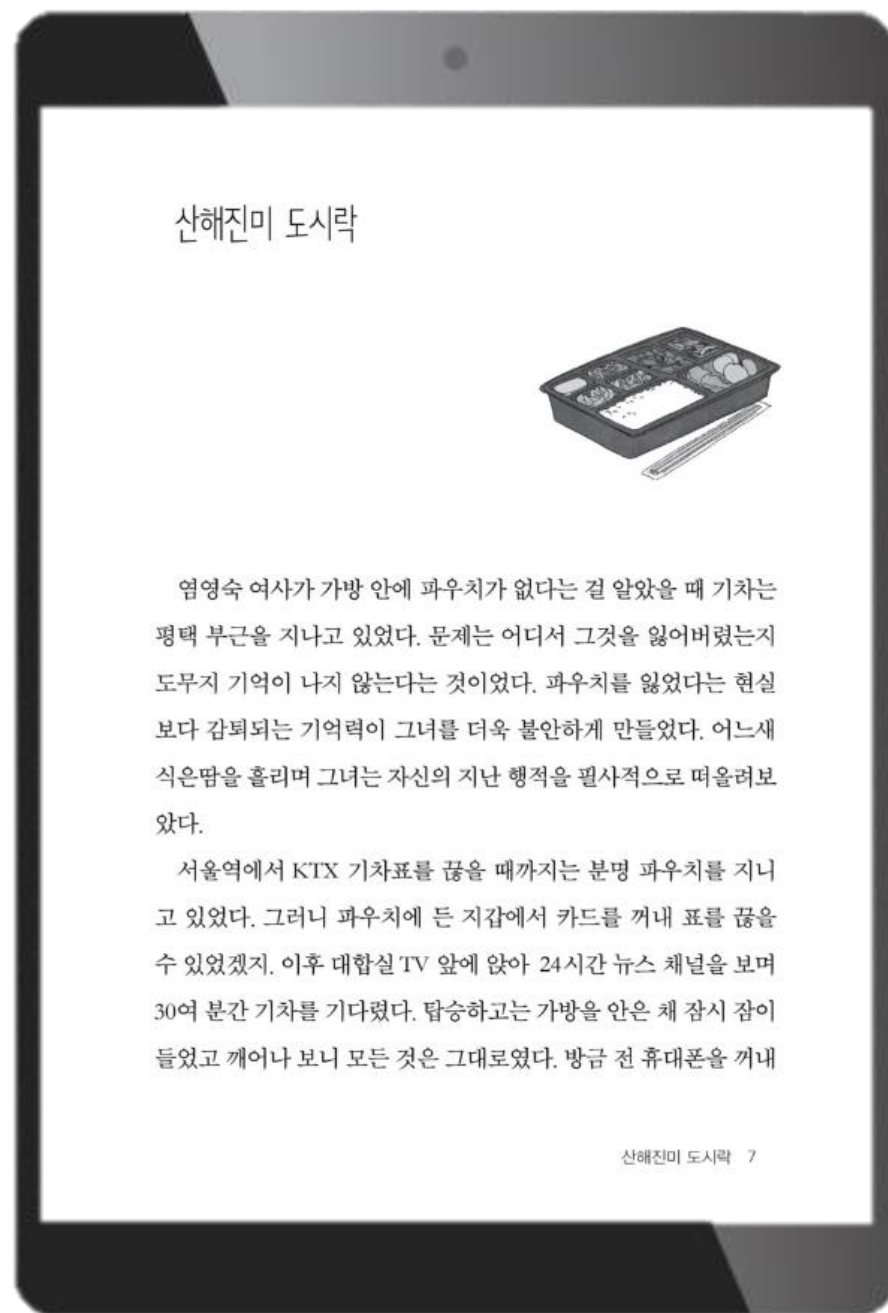 산해진미 도시락
염영숙 여사가 가방 안에 파우치가 없다는 걸 알았을 때 기차는
평택 부근을 지나고 있었다. 문제는 어디서 그것을 잃어버렸는지
도무지 기억이 나지 않는다는 것이었다. 파우치를 잃었다는 현실
보다 감퇴되는 기억력이 그녀를 더욱 불안하게 만들었다. 어느새
식은땀을 흘리며 그녀는 자신의 지난 행적을 필사적으로 떠올려보
았다.
서울역에서 KTX 기차표를 끊을 때까지는 분명 파우치를 지니
고 있었다. 그러니 파우치에 든 지갑에서 카드를 꺼내 표를 끊을
수 있었겠지. 이후 대합실 TV 앞에 앉아 24시간 뉴스 채널을 보며
30여 분간 기차를 기다렸다. 탑승하고는 가방을 안은 채 잠시 잠이
들었고 깨어나 보니 모든 것은 그대로였다. 방금 전 휴대폰을 꺼내
산해진미 도시락 7